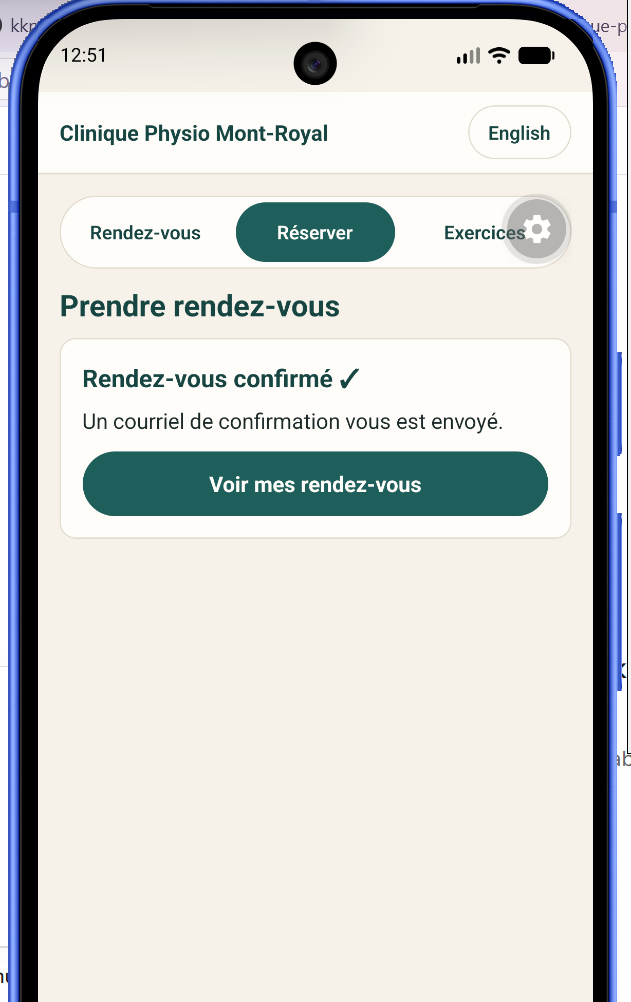 12:51
Clinique Physio Mont-Royal
English
Rendez-vous
Réserver
Exercices
Prendre rendez-vous
Rendez-vous confirmé ✓
Un courriel de confirmation vous est envoyé.
Voir mes rendez-vous